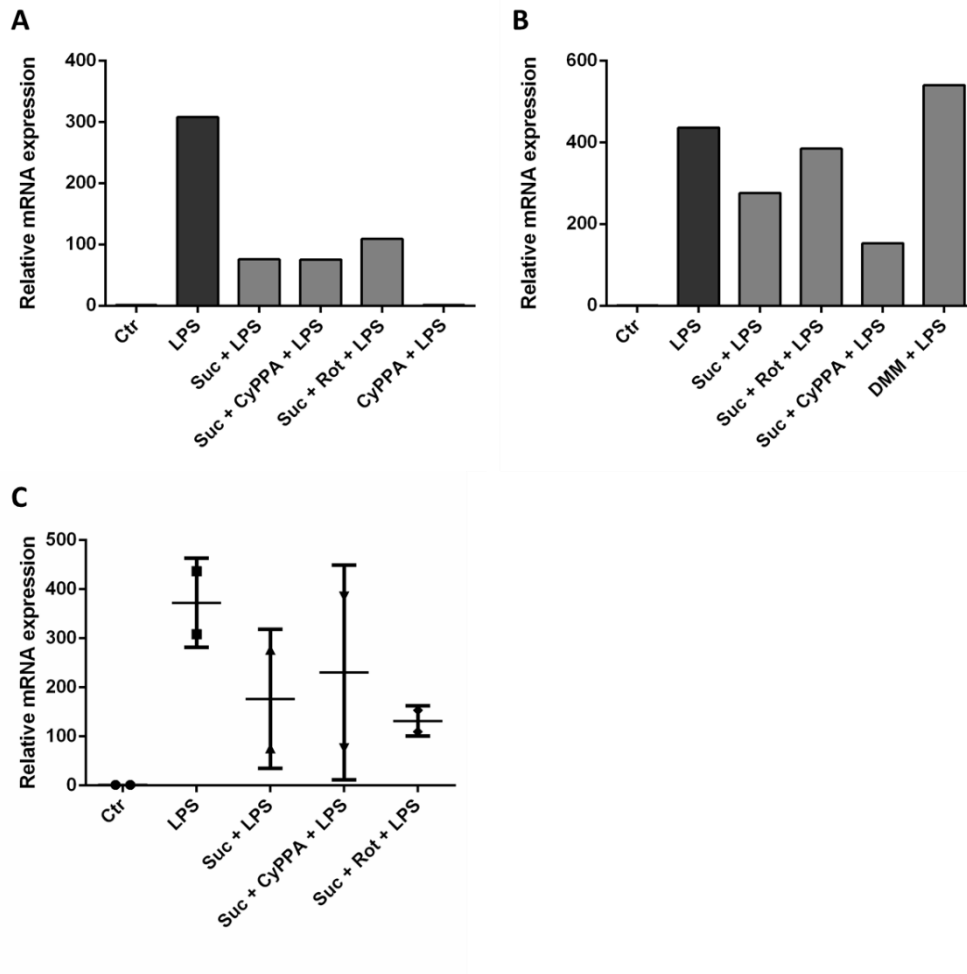 A
Relative mRNA expression
400
300
200
100
0
Ctr
LPS
Suc + LPS
Suc + CyPPA + LPS
Suc + Rot + LPS
CyPPA + LPS
B
Relative mRNA expression
600
400
200
0
Ctr
LPS
Suc + LPS
Suc + Rot + LPS
Suc + CyPPA + LPS
DMM + LPS
C
Relative mRNA expression
500
400
300
200
100
0
Ctr
LPS
Suc + LPS
Suc + CyPPA + LPS
Suc + Rot + LPS